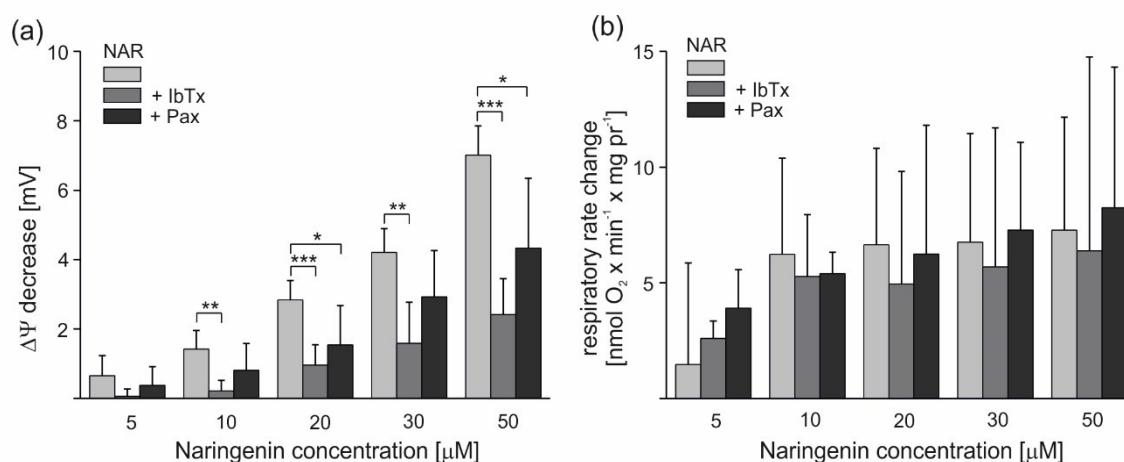 (a)
NAR
+ IbTx
+ Pax
ΔΨ decrease [mV]
10
8
6
4
2
**
***
*
**
***
*
5 10 20 30 50
Naringenin concentration [μM]
(b)
NAR
+ IbTx
+ Pax
respiratory rate change
[nmol O₂ x min⁻¹ x mg pr⁻¹]
15
10
5
5 10 20 30 50
Naringenin concentration [μM]